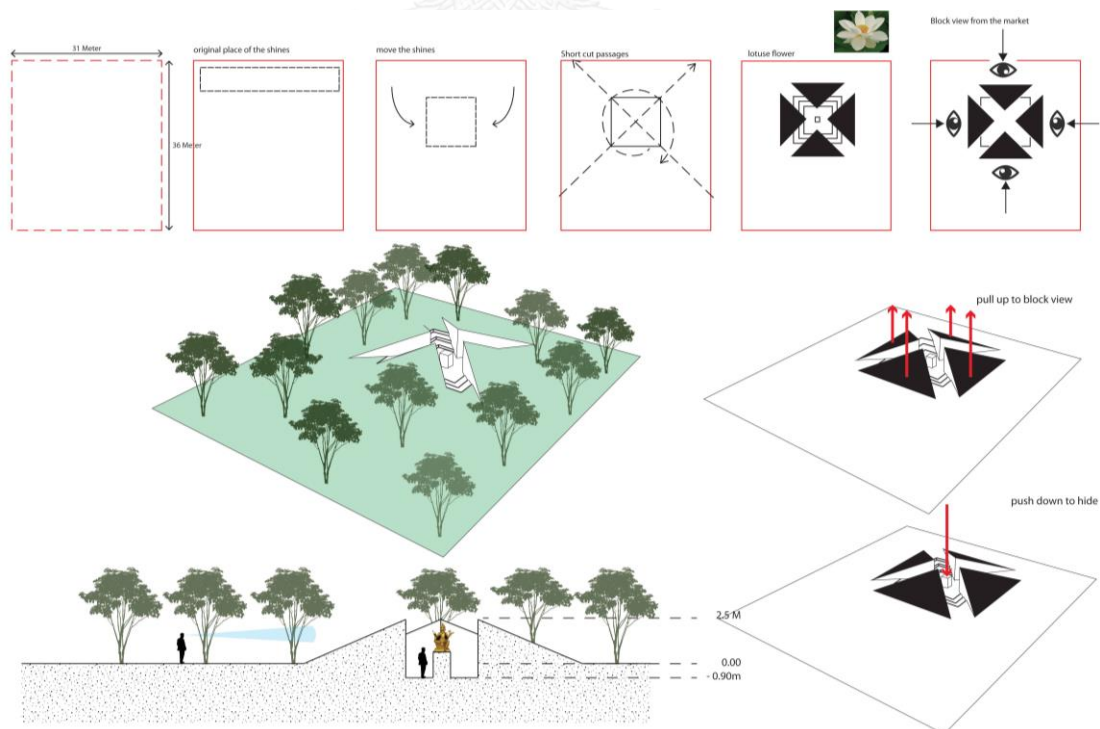 31 Meter
36 Meter
original place of the shines
move the shines
Short cut passages
lotuse flower
Block view from the market
pull up to block view
push down to hide
2.5 M
0.00
- 0.90m